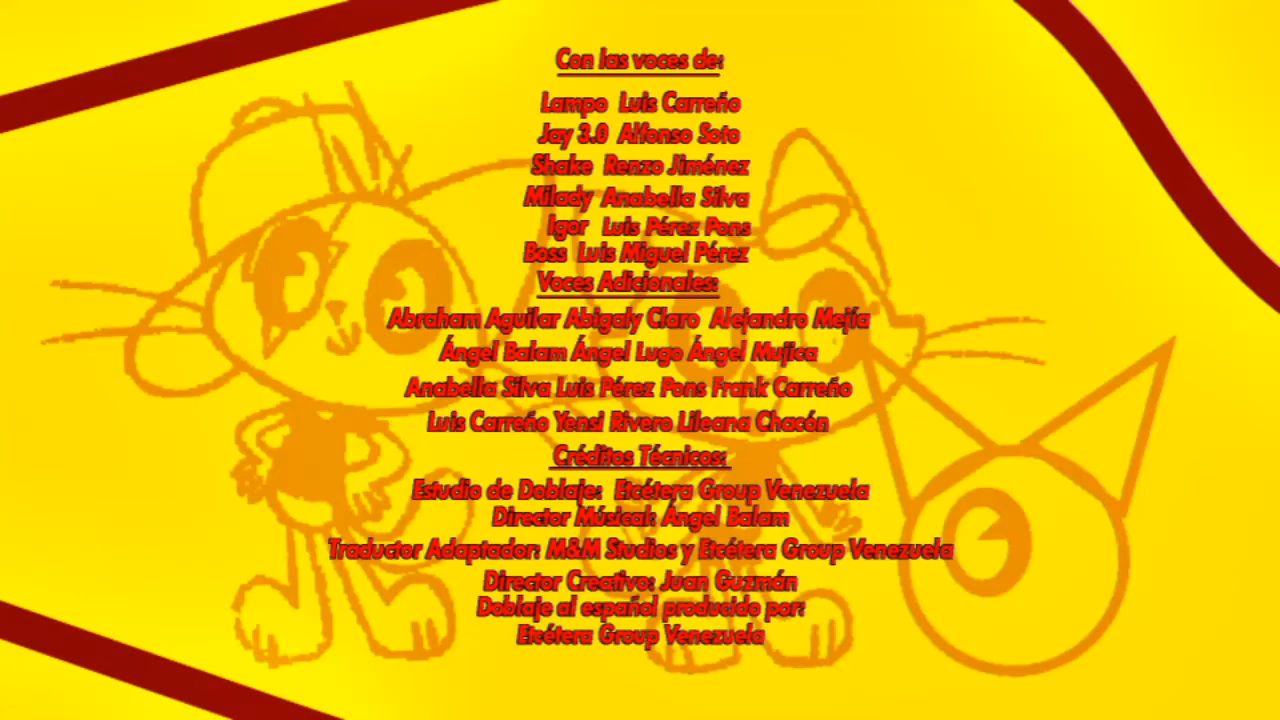 Con las voces de:
Lampo Luis Carreño
Jay 3.0 Alfonso Soto
Shake Renzo Jiménez
Milady Anabella Silva
Igor Luis Pérez Pons
Boss Luis Miguel Pérez
Voces Adicionales:
Abraham Aguilar Abigaly Claro Alejandro Mejía
Ángel Balam Ángel Lugo Ángel Mujica
Anabella Silva Luis Pérez Pons Frank Carreño
Luis Carreño Yensi Rivero Lileana Chacón
Créditos Técnicos:
Estudio de Doblaje: Etcétera Group Venezuela
Director Músical: Ángel Balam
Traductor Adaptador: M&M Studios y Etcétera Group Venezuela
Director Creativo: Juan Guzmán
Doblaje al español producido por:
Etcétera Group Venezuela